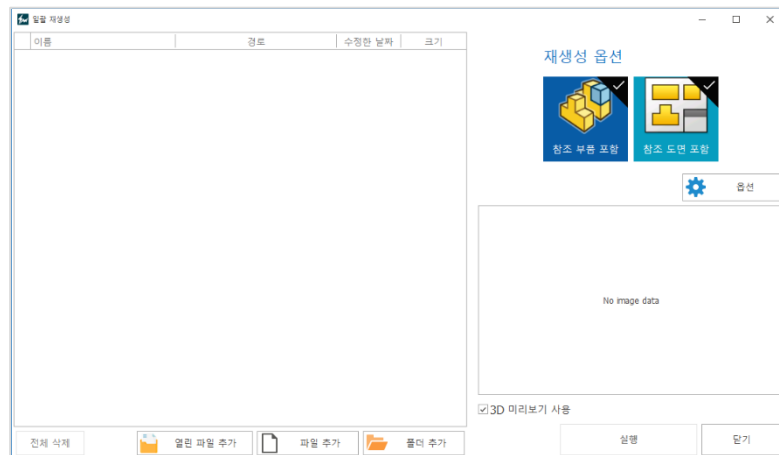 일괄 재생성
이름 경로 수정한 날짜 크기
재생성 옵션
참조 부품 포함 참조 도면 포함
옵션
No image data
3D 미리보기 사용
전체 삭제 열린 파일 추가 파일 추가 폴더 추가 실행 닫기